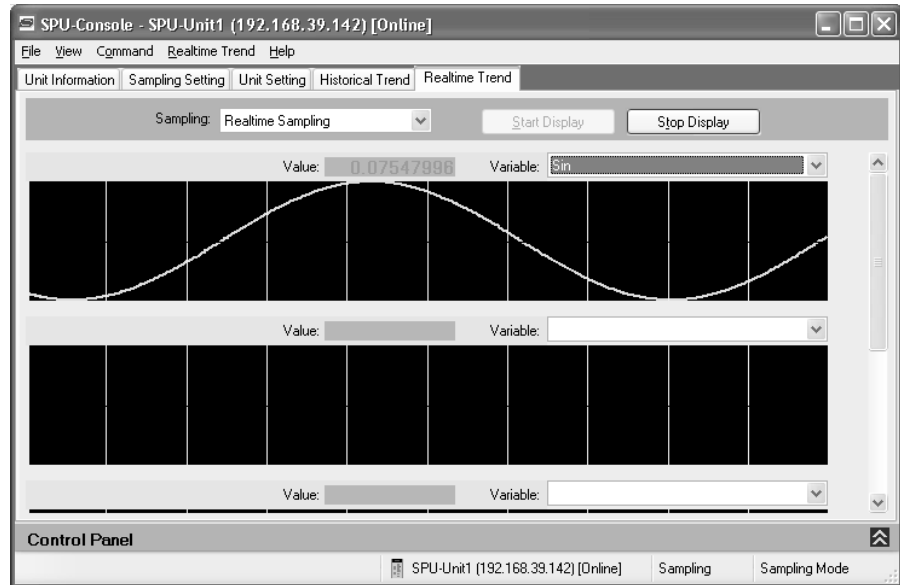 SPU-Console - SPU-Unit1 (192.168.39.142) [Online]
File View Command Realtime Trend Help
Unit Information Sampling Setting Unit Setting Historical Trend Realtime Trend
Sampling: Realtime Sampling Start Display Stop Display
Value: 0.07547996 Variable: Sin
Value: Variable:
Value: Variable:
Control Panel
SPU-Unit1 (192.168.39.142) [Online] Sampling Sampling Mode